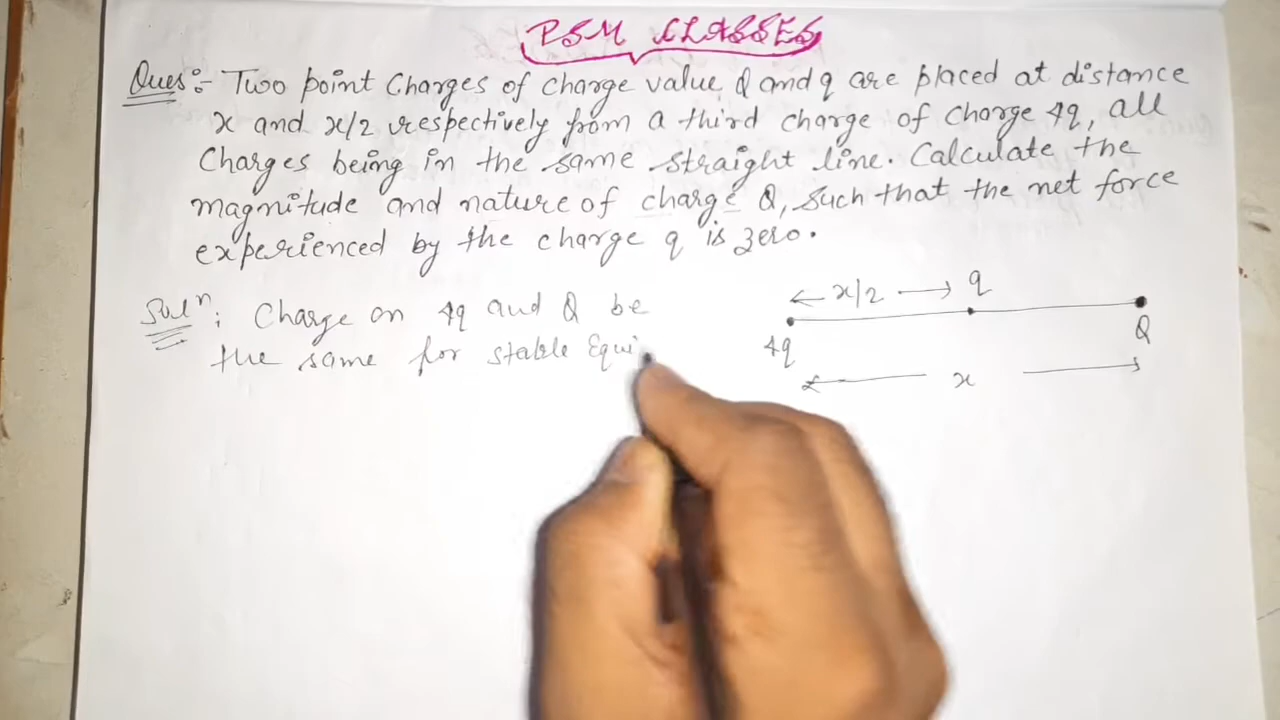 PSM CLASSES
Ques:- Two point Charges of charge value Q and q are placed at distance
x and x/2 respectively from a third charge of charge 4q, all
Charges being in the same straight line. Calculate the
magnitude and nature of charge Q, Such that the net force
experienced by the charge q is zero.
Solⁿ: Charge on 4q and Q be
the same for stable Equi
x/2 q
4q Q
x